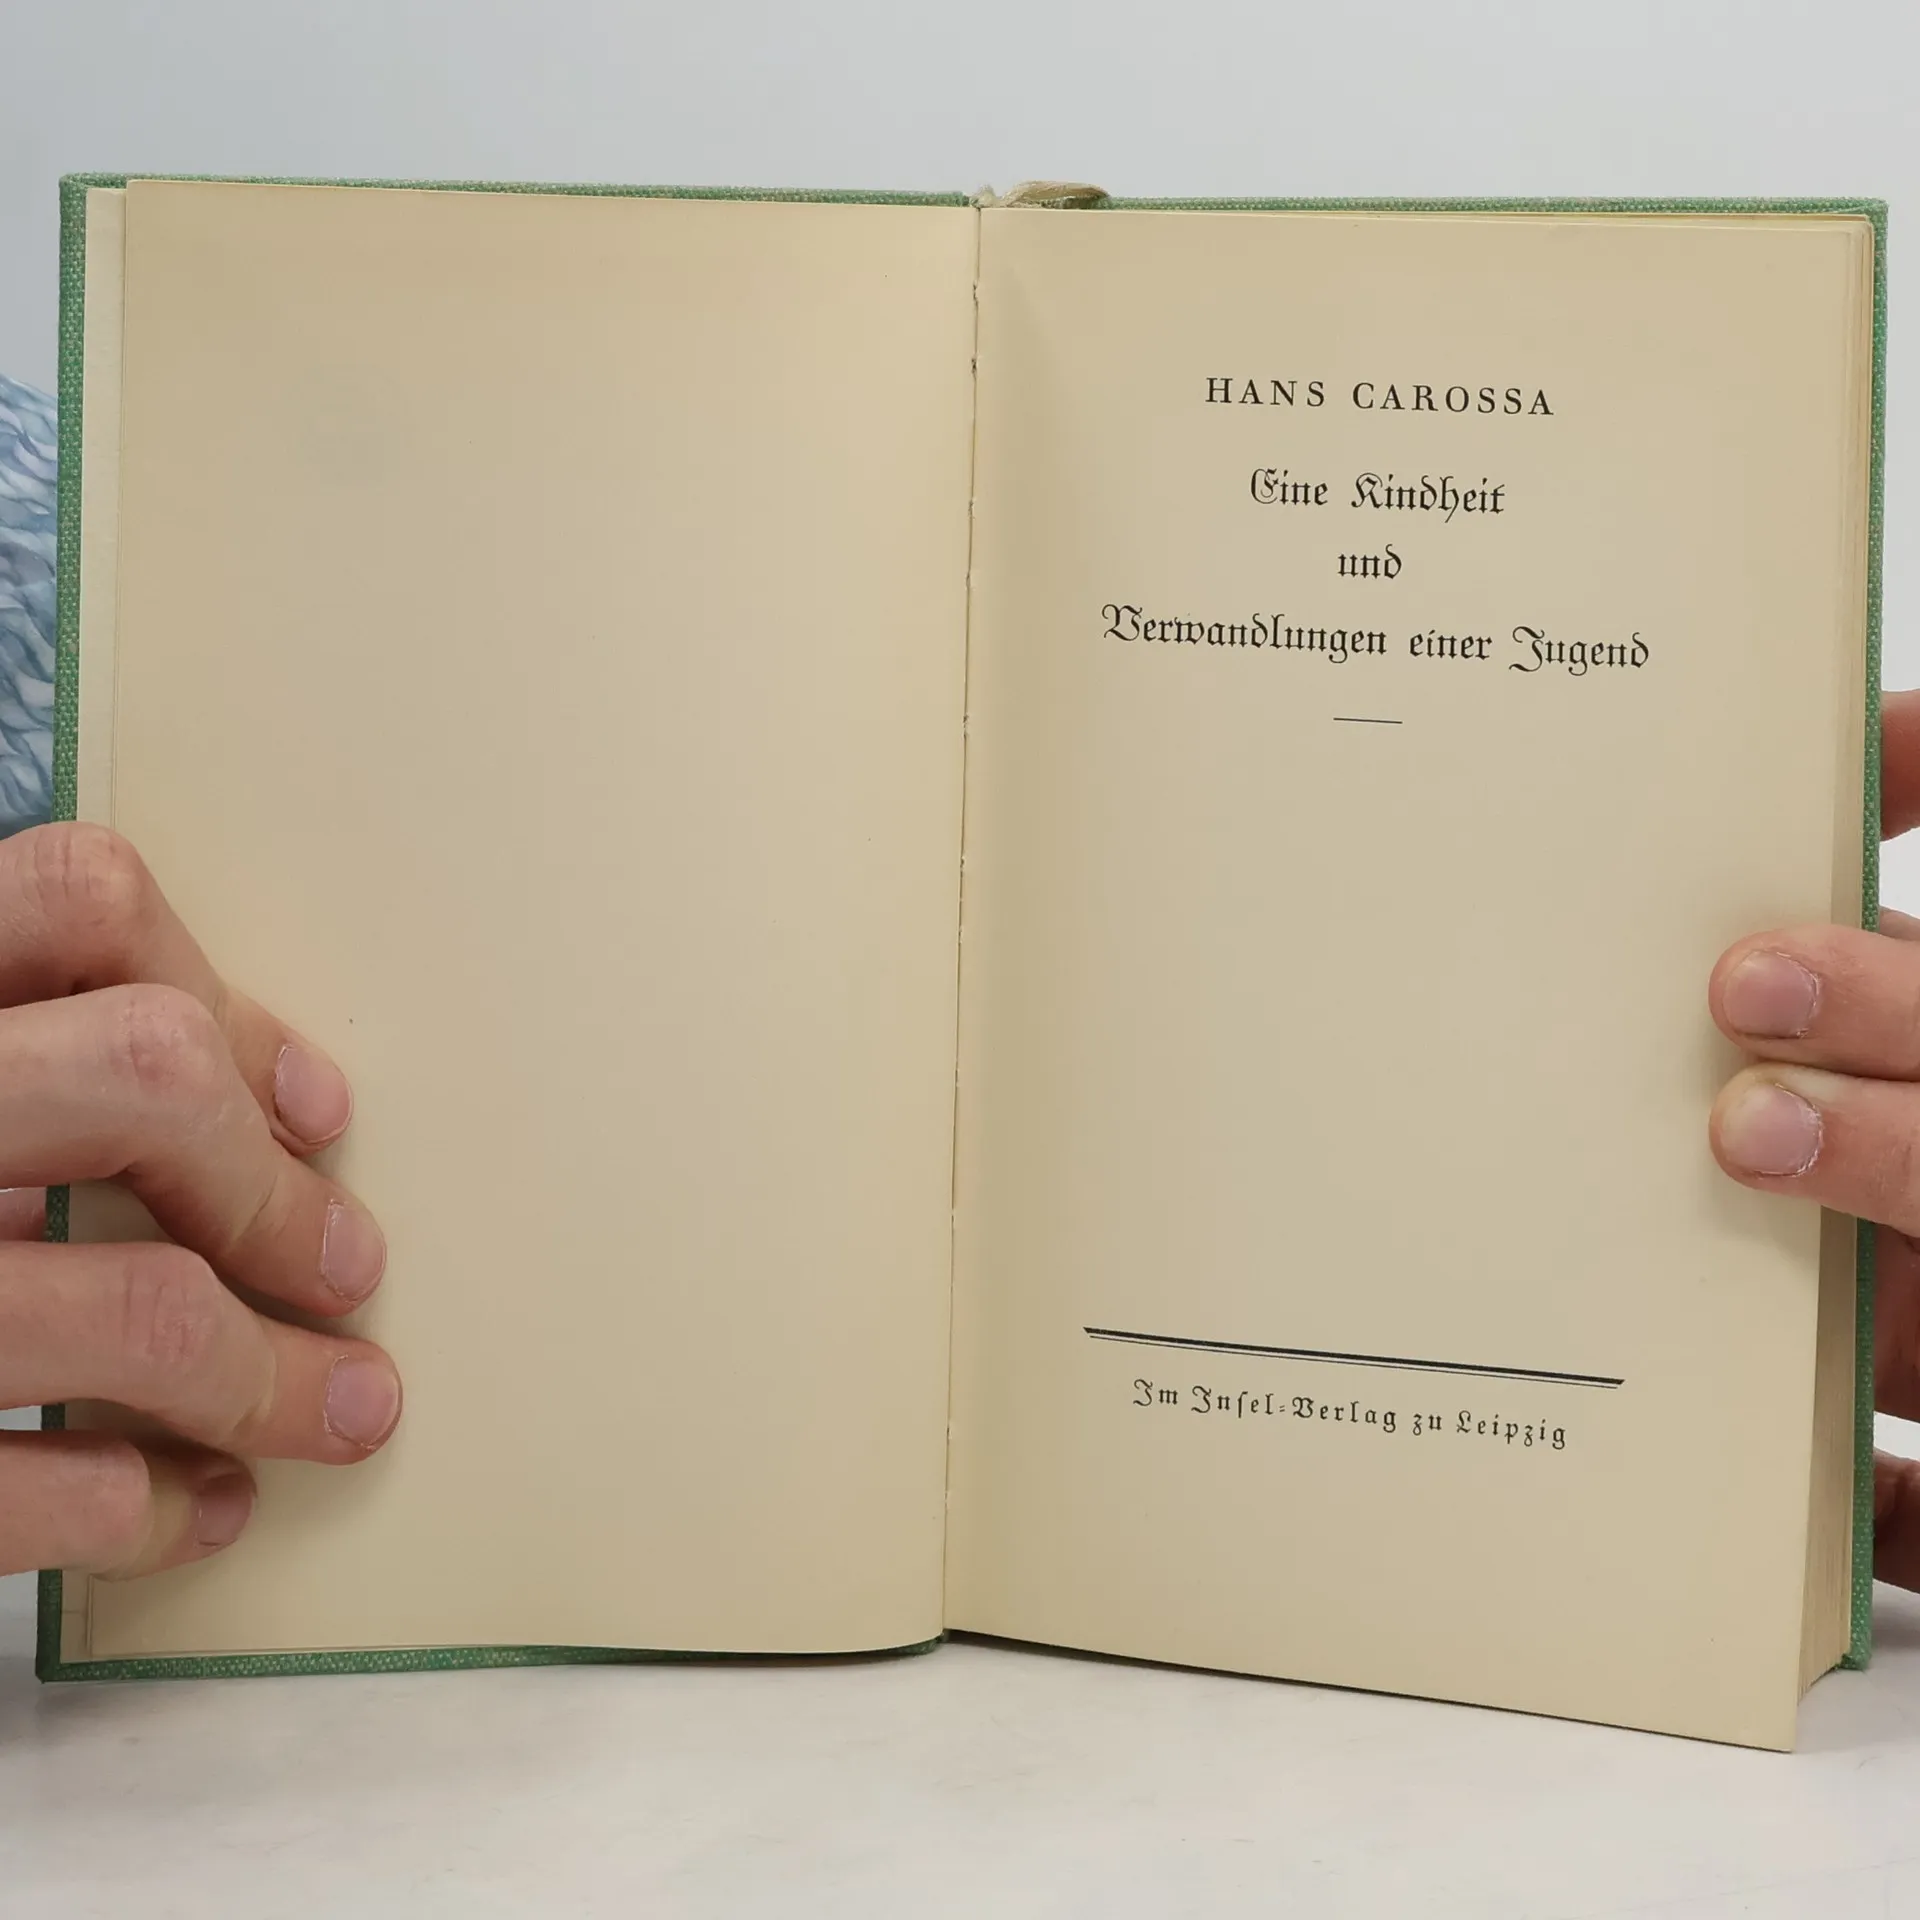 HANS CAROSSA
Eine Kindheit
und
Verwandlungen einer Jugend
Im Inſel-Verlag zu Leipzig